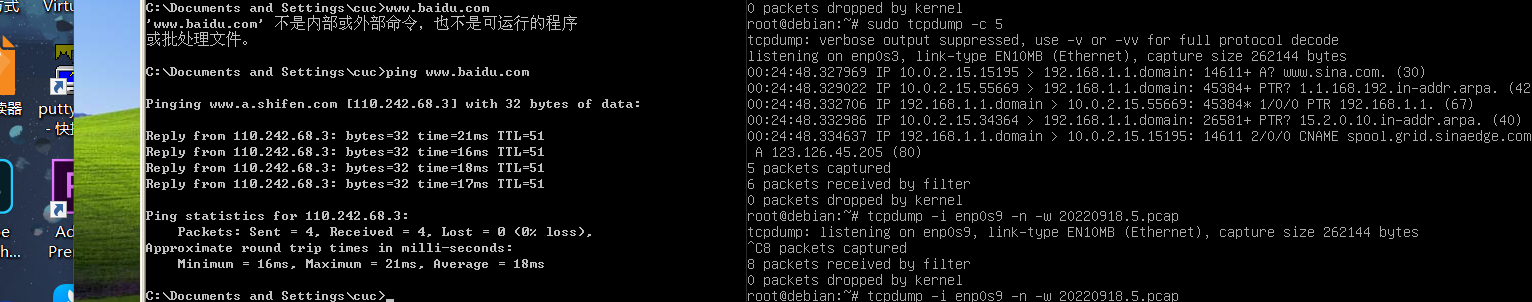 方式
Virtu
读器
putty
- 快扌
Ad
Prem
be
h...
C:\Documents and Settings\cuc>www.baidu.com
'www.baidu.com' 不是内部或外部命令，也不是可运行的程序
或批处理文件。
C:\Documents and Settings\cuc>ping www.baidu.com
Pinging www.a.shifen.com [110.242.68.3] with 32 bytes of data:
Reply from 110.242.68.3: bytes=32 time=21ms TTL=51
Reply from 110.242.68.3: bytes=32 time=16ms TTL=51
Reply from 110.242.68.3: bytes=32 time=18ms TTL=51
Reply from 110.242.68.3: bytes=32 time=17ms TTL=51
Ping statistics for 110.242.68.3:
Packets: Sent = 4, Received = 4, Lost = 0 (0% loss),
Approximate round trip times in milli-seconds:
Minimum = 16ms, Maximum = 21ms, Average = 18ms
C:\Documents and Settings\cuc>_
0 packets dropped by kernel
root@debian:~# sudo tcpdump -c 5
tcpdump: verbose output suppressed, use -v or -vv for full protocol decode
listening on enp0s3, link-type EN10MB (Ethernet), capture size 262144 bytes
00:24:48.327969 IP 10.0.2.15.15195 > 192.168.1.1.domain: 14611+ A? www.sina.com. (30)
00:24:48.329022 IP 10.0.2.15.55669 > 192.168.1.1.domain: 45384+ PTR? 1.1.168.192.in-addr.arpa. (42
00:24:48.332706 IP 192.168.1.1.domain > 10.0.2.15.55669: 45384* 1/0/0 PTR 192.168.1.1. (67)
00:24:48.332986 IP 10.0.2.15.34364 > 192.168.1.1.domain: 26581+ PTR? 15.2.0.10.in-addr.arpa. (40)
00:24:48.334637 IP 192.168.1.1.domain > 10.0.2.15.15195: 14611 2/0/0 CNAME spool.grid.sinaedge.com
A 123.126.45.205 (80)
5 packets captured
6 packets received by filter
0 packets dropped by kernel
root@debian:~# tcpdump -i enp0s9 -n -w 20220918.5.pcap
tcpdump: listening on enp0s9, link-type EN10MB (Ethernet), capture size 262144 bytes
^C8 packets captured
8 packets received by filter
0 packets dropped by kernel
root@debian:~# tcpdump -i enp0s9 -n -w 20220918.5.pcap